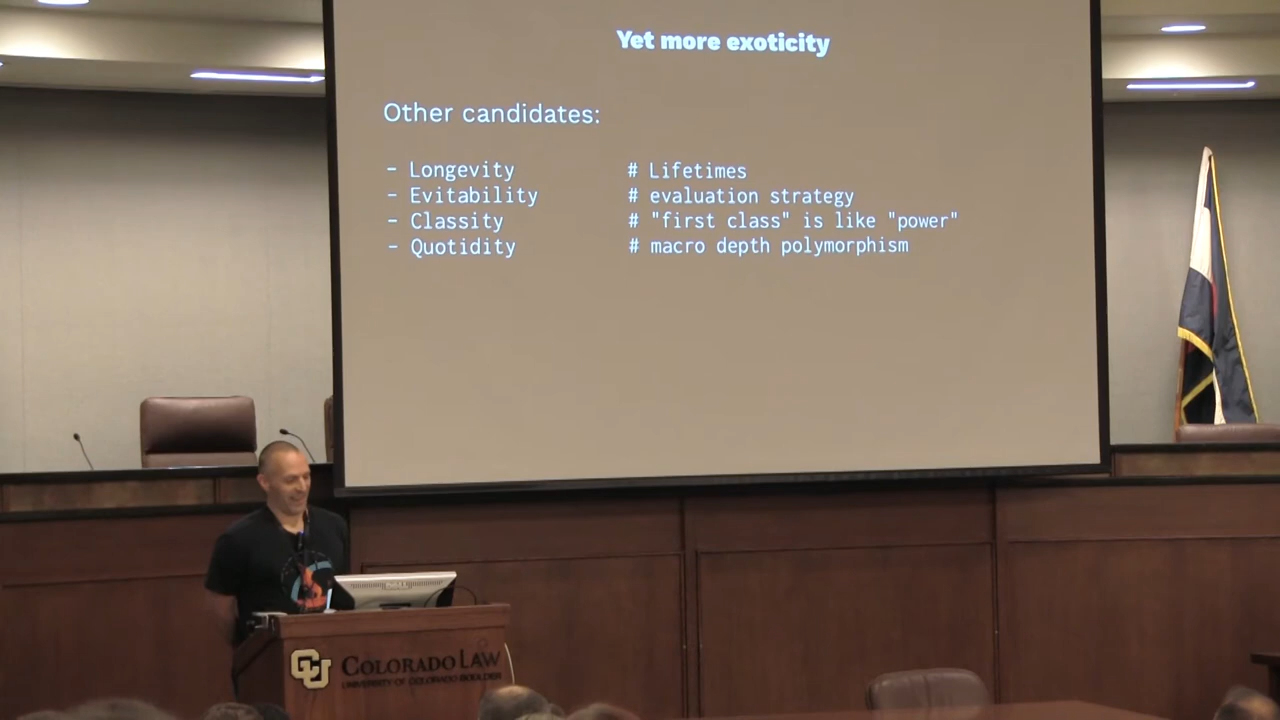 Yet more exoticity
Other candidates:
- Longevity # Lifetimes
- Evitability # evaluation strategy
- Classity # "first class" is like "power"
- Quotidity # macro depth polymorphism
CU COLORADO LAW
UNIVERSITY OF COLORADO BOULDER